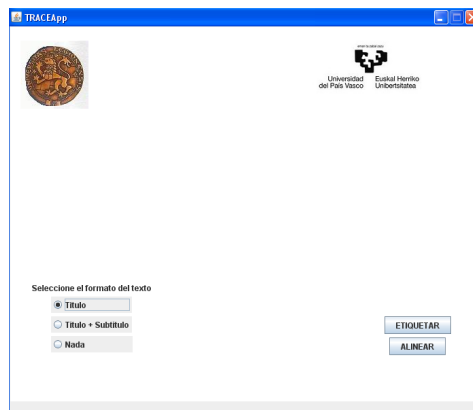 TRACEApp
Universidad Euskal Herriko
del País Vasco Unibertsitatea
Seleccione el formato del texto
Título
Título + Subtítulo
Nada
ETIQUETAR
ALINEAR